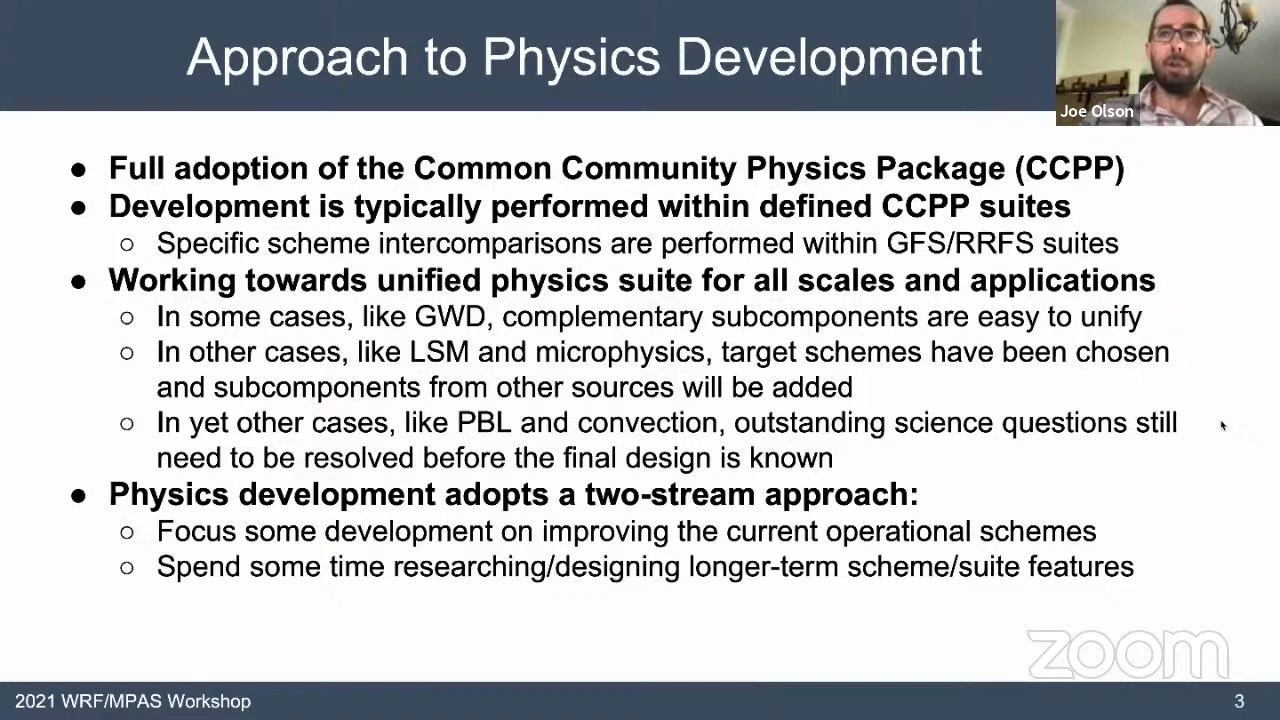 Approach to Physics Development
Joe Olson
● Full adoption of the Common Community Physics Package (CCPP)
● Development is typically performed within defined CCPP suites
○ Specific scheme intercomparisons are performed within GFS/RRFS suites
● Working towards unified physics suite for all scales and applications
○ In some cases, like GWD, complementary subcomponents are easy to unify
○ In other cases, like LSM and microphysics, target schemes have been chosen
and subcomponents from other sources will be added
○ In yet other cases, like PBL and convection, outstanding science questions still
need to be resolved before the final design is known
● Physics development adopts a two-stream approach:
○ Focus some development on improving the current operational schemes
○ Spend some time researching/designing longer-term scheme/suite features
zoom
2021 WRF/MPAS Workshop
3